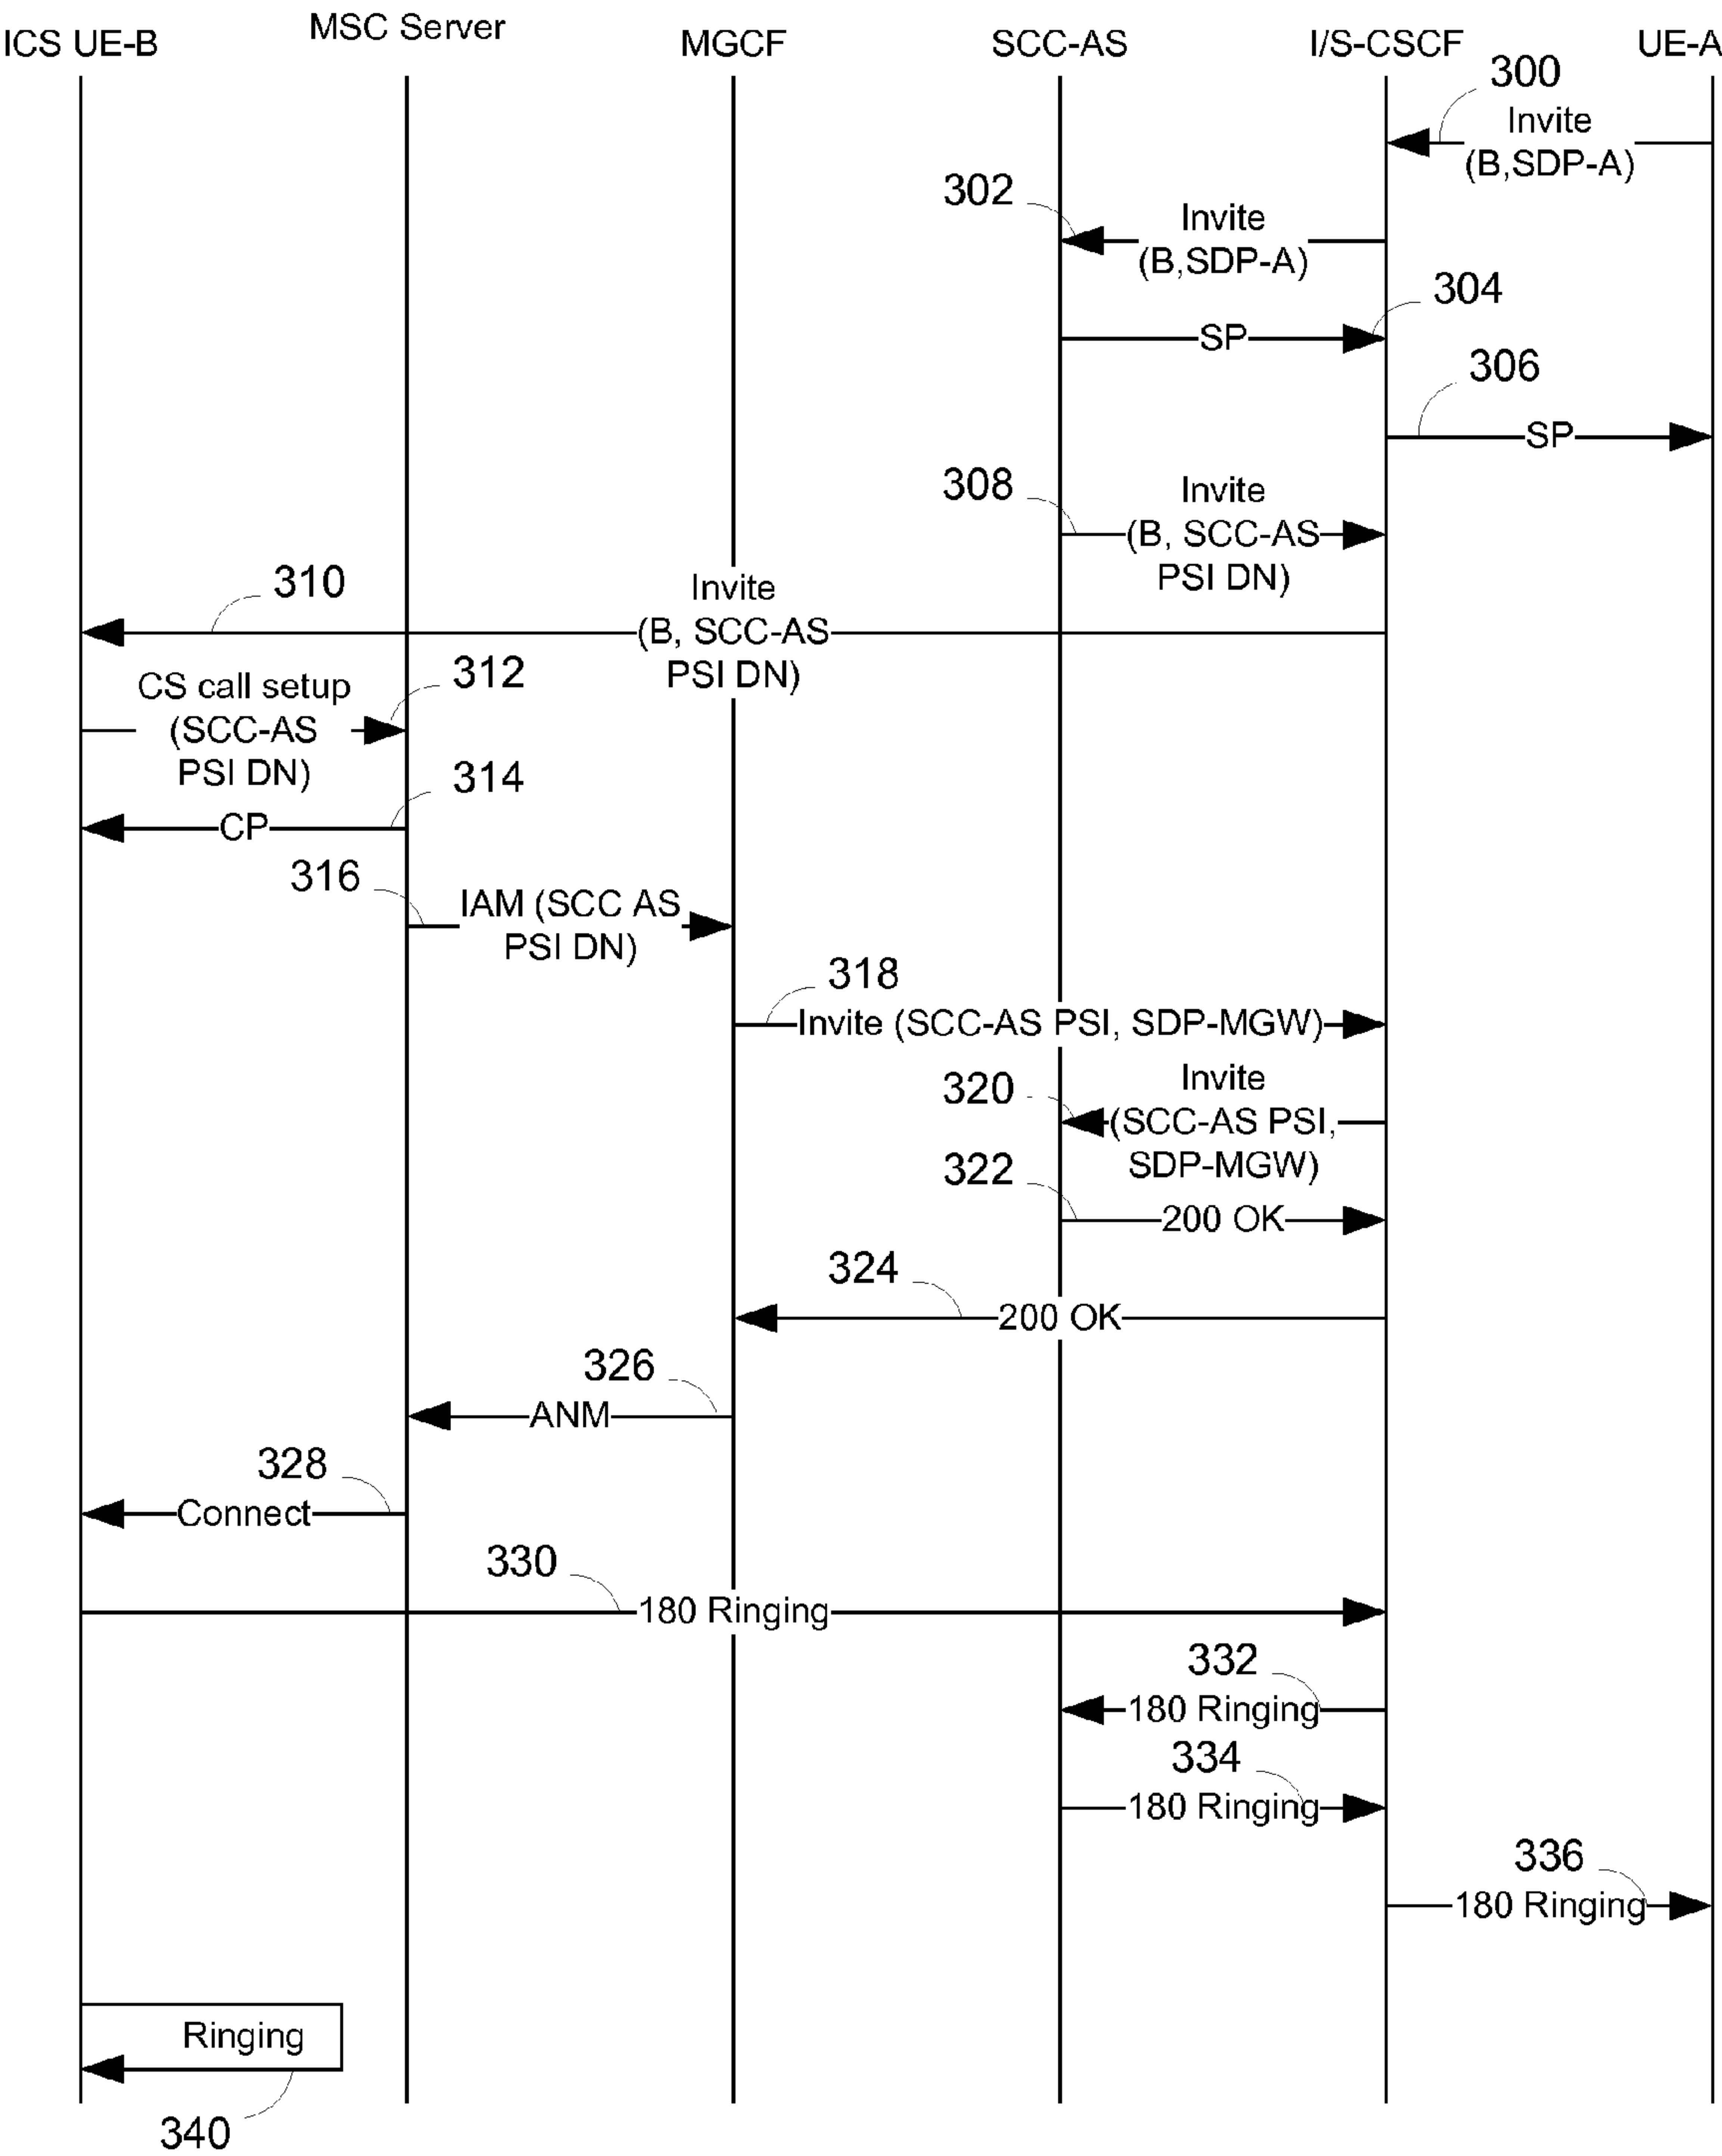 ICS UE-B
MSC Server
MGCF
SCC-AS
I/S-CSCF
UE-A
300
Invite
(B,SDP-A)
302
Invite
(B,SDP-A)
304
SP
306
SP
308
Invite
(B, SCC-AS
PSI DN)
310
Invite
(B, SCC-AS
PSI DN)
312
CS call setup
(SCC-AS
PSI DN)
314
CP
316
IAM (SCC AS
PSI DN)
318
Invite (SCC-AS PSI, SDP-MGW)
320
Invite
(SCC-AS PSI,
SDP-MGW)
322
200 OK
324
200 OK
326
ANM
328
Connect
330
180 Ringing
332
180 Ringing
334
180 Ringing
336
180 Ringing
Ringing
340